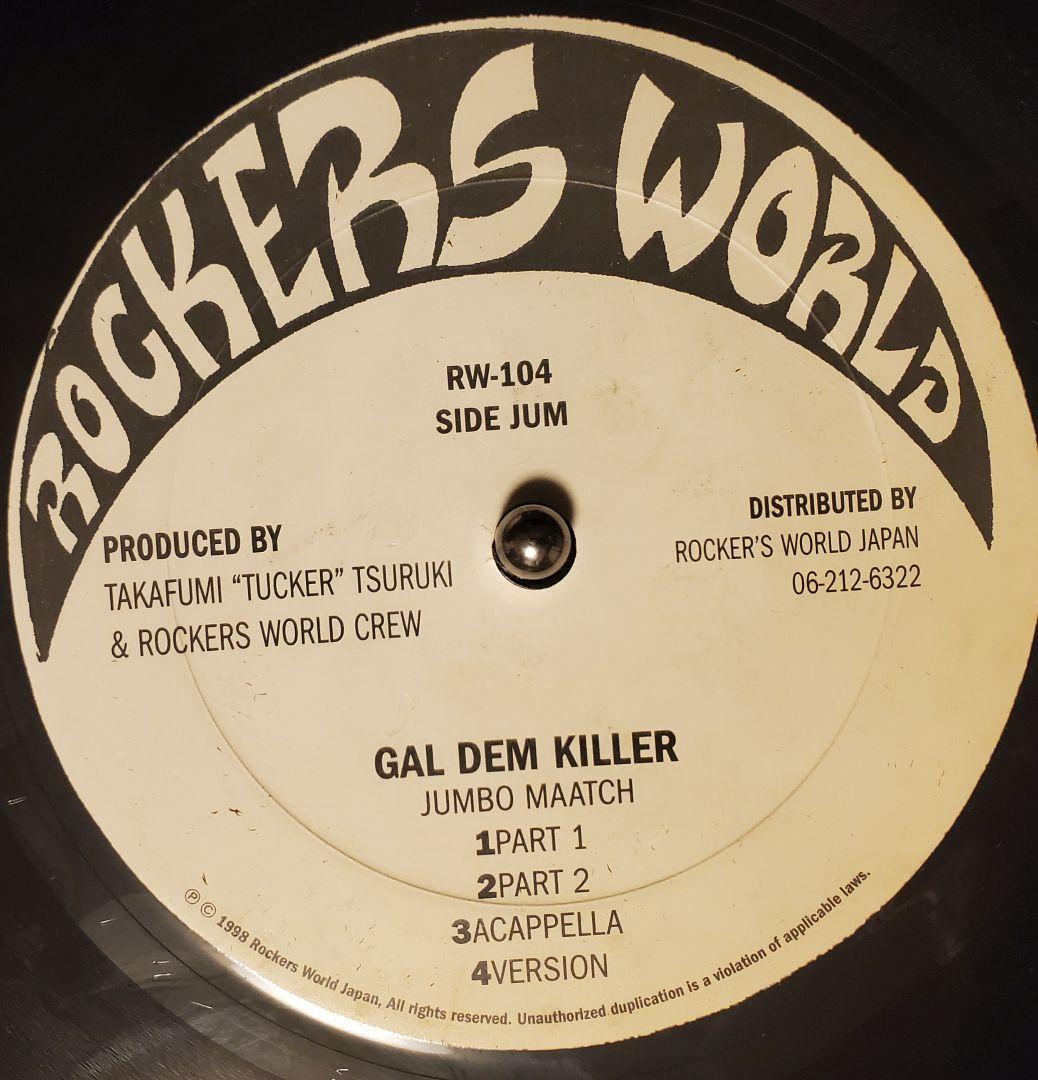 ROCKERS WORLD
RW-104
SIDE JUM
PRODUCED BY
TAKAFUMI “TUCKER” TSURUKI
& ROCKERS WORLD CREW
DISTRIBUTED BY
ROCKER'S WORLD JAPAN
06-212-6322
GAL DEM KILLER
JUMBO MAATCH
1PART 1
2PART 2
3ACAPPELLA
4VERSION
Ⓟ © 1998 Rockers World Japan, All rights reserved. Unauthorized duplication is a violation of applicable laws.